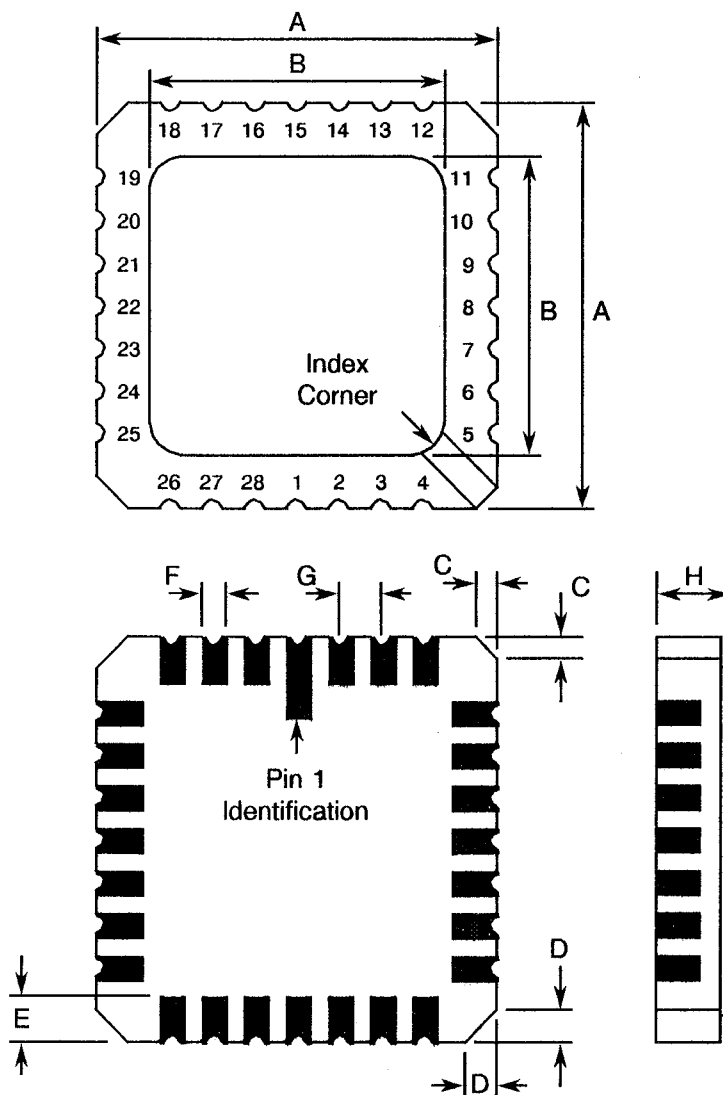 A
B
18 17 16 15 14 13 12
19 11
20 10
21 9
22 8
23 7
24 6
25 5
B
A
Index
Corner
26 27 28 1 2 3 4
F G C
C
H
Pin 1
Identification
D
E
D